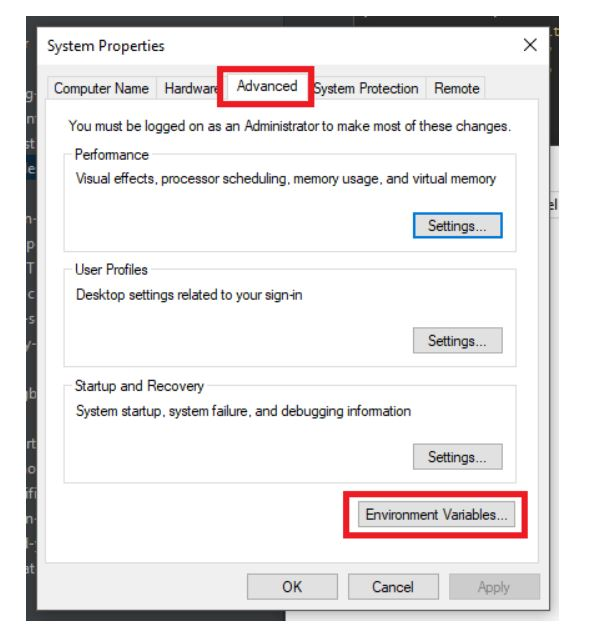 System Properties
Computer Name Hardware Advanced System Protection Remote
You must be logged on as an Administrator to make most of these changes.
Performance
Visual effects, processor scheduling, memory usage, and virtual memory
Settings...
User Profiles
Desktop settings related to your sign-in
Settings...
Startup and Recovery
System startup, system failure, and debugging information
Settings...
Environment Variables...
OK Cancel Apply